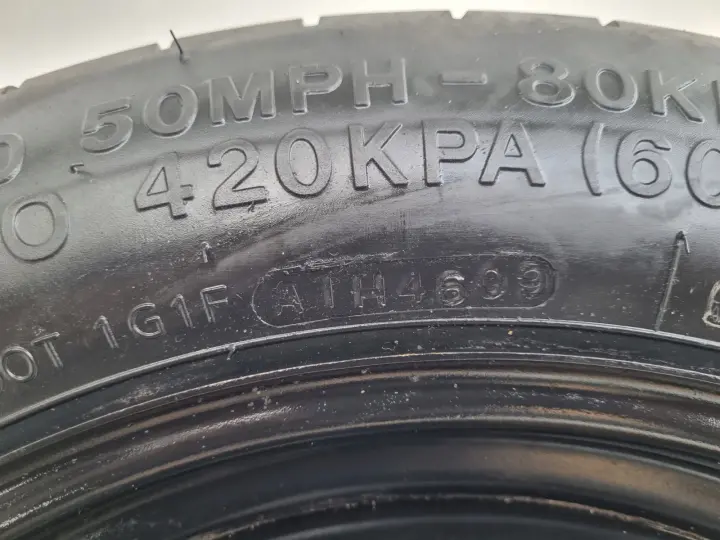 50MPH - 80K
420KPA (60
OT 1G1F A1H4609